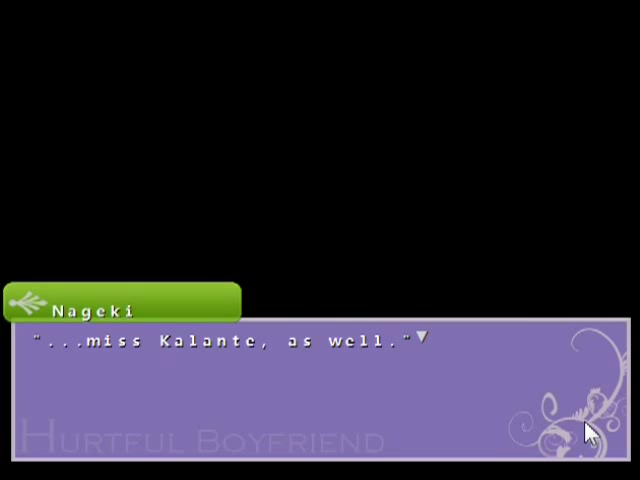 Nageki
"...miss Kalante, as well."
Hurtful Boyfriend